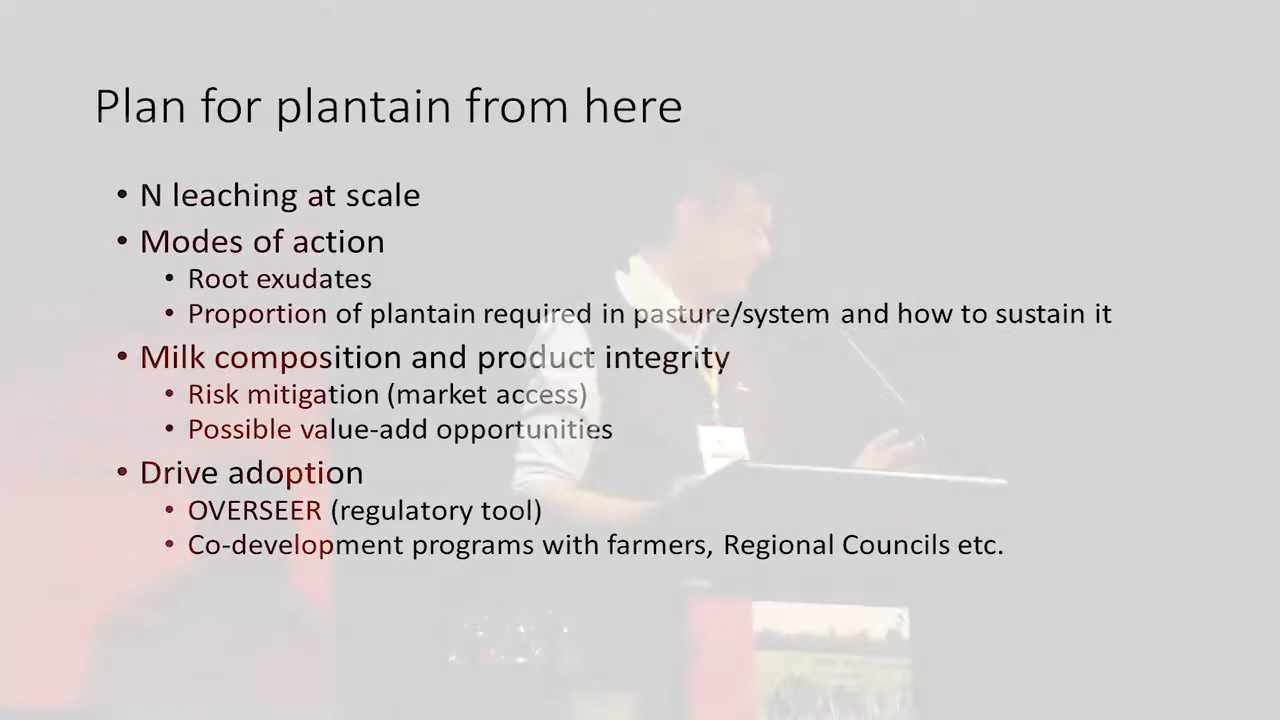 Plan for plantain from here
• N leaching at scale
• Modes of action
• Root exudates
• Proportion of plantain required in pasture/system and how to sustain it
• Milk composition and product integrity
• Risk mitigation (market access)
• Possible value-add opportunities
• Drive adoption
• OVERSEER (regulatory tool)
• Co-development programs with farmers, Regional Councils etc.